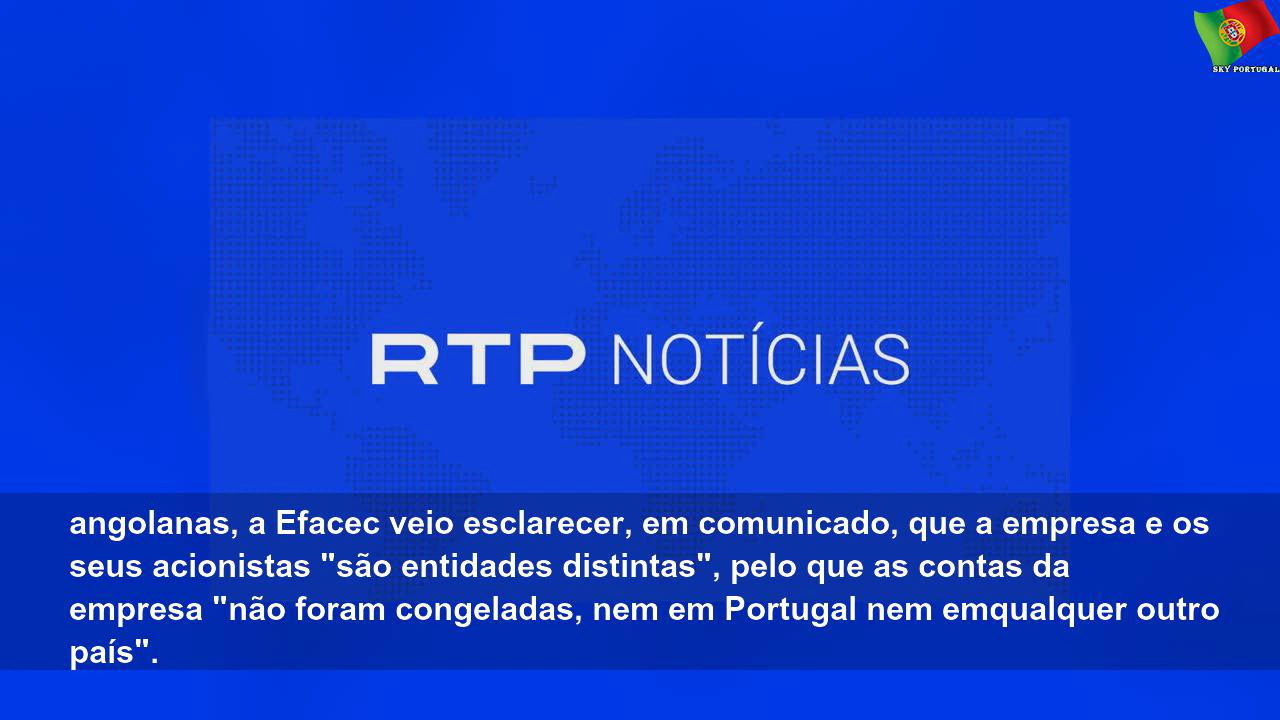 SKY PORTUGAL
RTP NOTÍCIAS
angolanas, a Efacec veio esclarecer, em comunicado, que a empresa e os
seus acionistas "são entidades distintas", pelo que as contas da
empresa "não foram congeladas, nem em Portugal nem emqualquer outro
país".